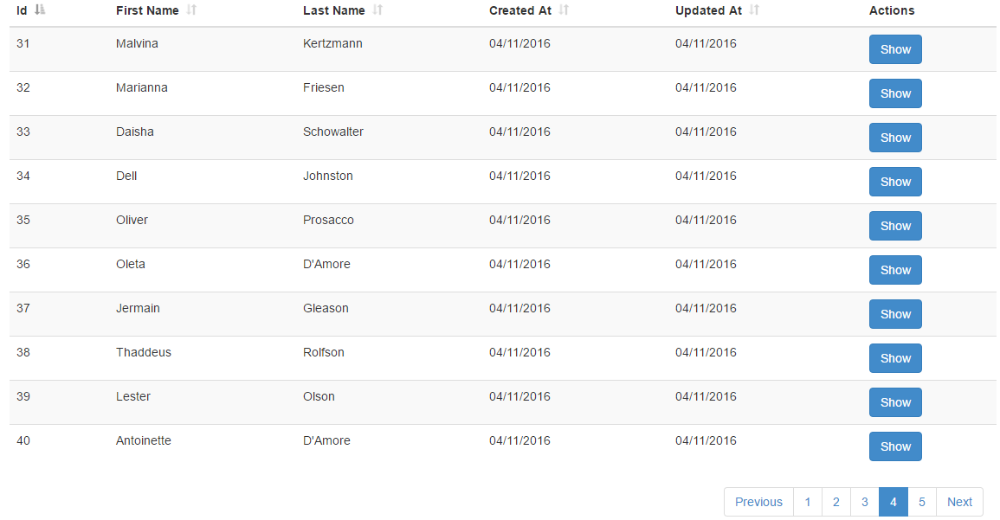 Id First Name Last Name Created At Updated At Actions
31 Malvina Kertzmann 04/11/2016 04/11/2016 Show
32 Marianna Friesen 04/11/2016 04/11/2016 Show
33 Daisha Schowalter 04/11/2016 04/11/2016 Show
34 Dell Johnston 04/11/2016 04/11/2016 Show
35 Oliver Prosacco 04/11/2016 04/11/2016 Show
36 Oleta D'Amore 04/11/2016 04/11/2016 Show
37 Jermain Gleason 04/11/2016 04/11/2016 Show
38 Thaddeus Rolfson 04/11/2016 04/11/2016 Show
39 Lester Olson 04/11/2016 04/11/2016 Show
40 Antoinette D'Amore 04/11/2016 04/11/2016 Show
Previous 1 2 3 4 5 Next